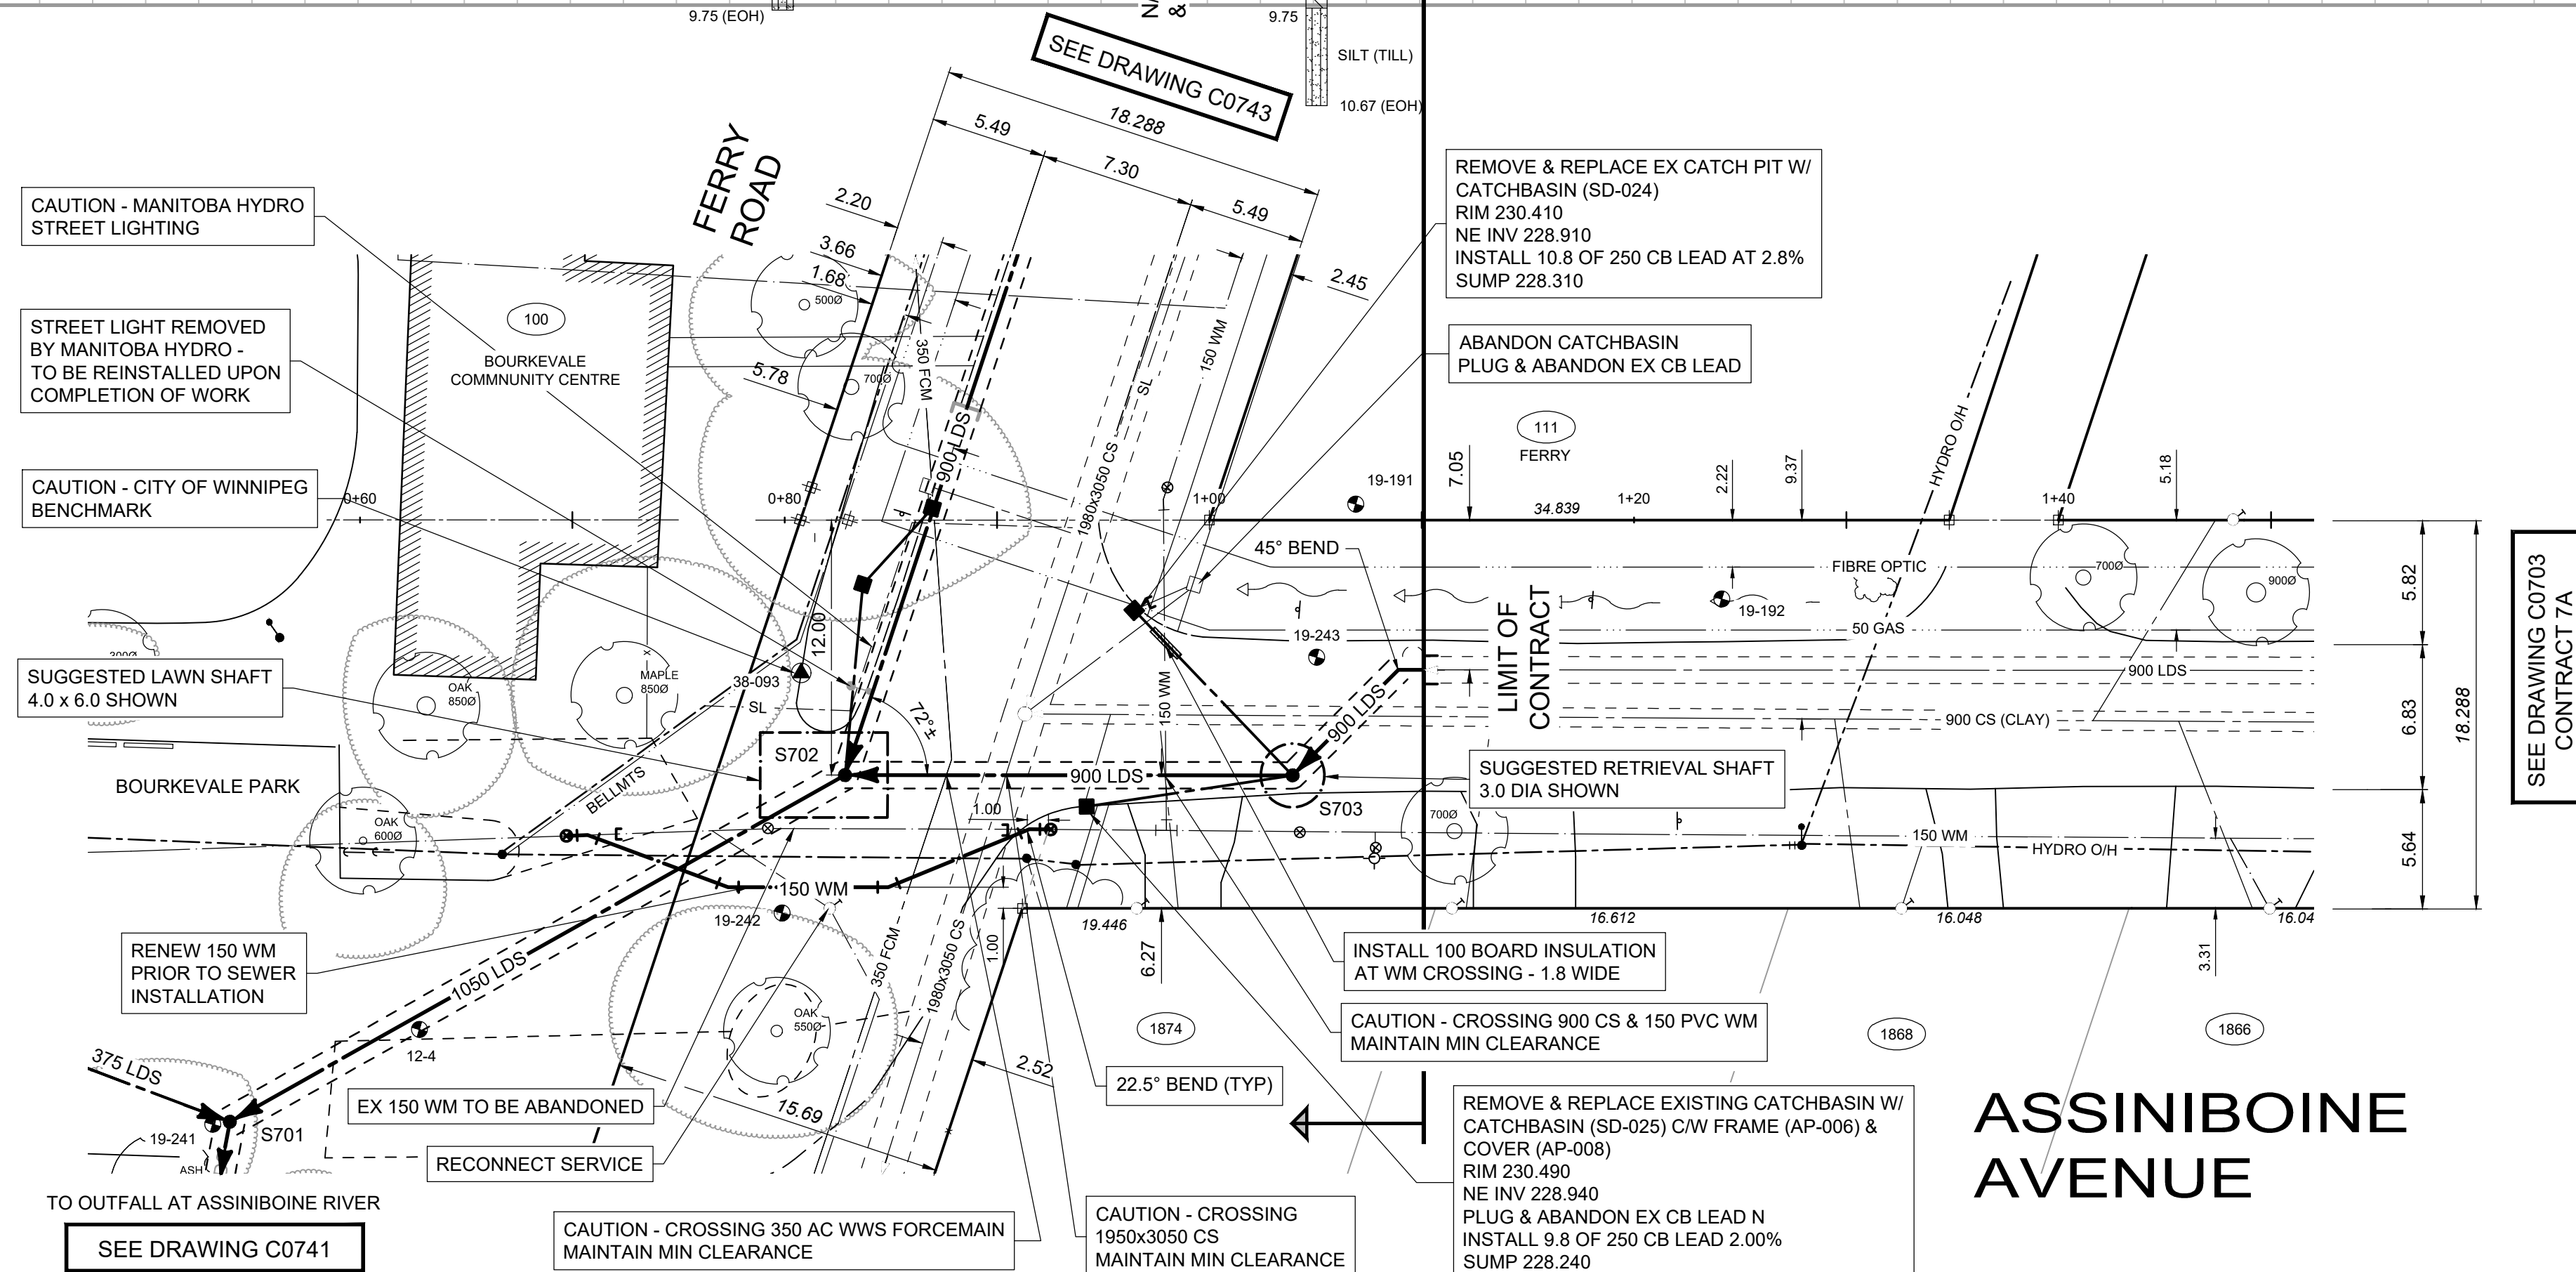 9.75 (EOH)
9.75
SILT (TILL)
10.67 (EOH)
SEE DRAWING C0743
18.288
5.49
7.30
5.49
FERRY
ROAD
2.20
3.66
1.68
2.45
5.78
CAUTION - MANITOBA HYDRO
STREET LIGHTING
STREET LIGHT REMOVED
BY MANITOBA HYDRO -
TO BE REINSTALLED UPON
COMPLETION OF WORK
CAUTION - CITY OF WINNIPEG
BENCHMARK
SUGGESTED LAWN SHAFT
4.0 x 6.0 SHOWN
100
BOURKEVALE
COMMNUNITY CENTRE
500Ø
700Ø
350 FCM
900 LDS
1980x3050 CS
SL
150 WM
REMOVE & REPLACE EX CATCH PIT W/
CATCHBASIN (SD-024)
RIM 230.410
NE INV 228.910
INSTALL 10.8 OF 250 CB LEAD AT 2.8%
SUMP 228.310
ABANDON CATCHBASIN
PLUG & ABANDON EX CB LEAD
111
FERRY
7.05
19-191
2.22
9.37
HYDRO O/H
5.18
0+60
0+80
1+00
34.839
1+20
1+40
45° BEND
FIBRE OPTIC
700Ø
900Ø
19-192
19-243
50 GAS
LIMIT OF
CONTRACT
900 LDS
900 CS (CLAY)
5.82
6.83
18.288
5.64
SEE DRAWING C0703
CONTRACT 7A
300Ø
OAK
850Ø
MAPLE
850Ø
38-093
SL
12.00
72°±
150 WM
900 LDS
S702
900 LDS
S703
SUGGESTED RETRIEVAL SHAFT
3.0 DIA SHOWN
BOURKEVALE PARK
BELLMTS
OAK
600Ø
1.00
700Ø
150 WM
HYDRO O/H
150 WM
19-242
19.446
16.612
16.048
16.04
1.00
6.27
3.31
RENEW 150 WM
PRIOR TO SEWER
INSTALLATION
1050 LDS
12-4
350 FCM
1980x3050 CS
OAK
550Ø
INSTALL 100 BOARD INSULATION
AT WM CROSSING - 1.8 WIDE
CAUTION - CROSSING 900 CS & 150 PVC WM
MAINTAIN MIN CLEARANCE
1874
1868
1866
375 LDS
2.52
22.5° BEND (TYP)
15.69
EX 150 WM TO BE ABANDONED
RECONNECT SERVICE
19-241
S701
ASH
TO OUTFALL AT ASSINIBOINE RIVER
SEE DRAWING C0741
CAUTION - CROSSING 350 AC WWS FORCEMAIN
MAINTAIN MIN CLEARANCE
CAUTION - CROSSING
1950x3050 CS
MAINTAIN MIN CLEARANCE
REMOVE & REPLACE EXISTING CATCHBASIN W/
CATCHBASIN (SD-025) C/W FRAME (AP-006) &
COVER (AP-008)
RIM 230.490
NE INV 228.940
PLUG & ABANDON EX CB LEAD N
INSTALL 9.8 OF 250 CB LEAD 2.00%
SUMP 228.240
ASSINIBOINE
AVENUE